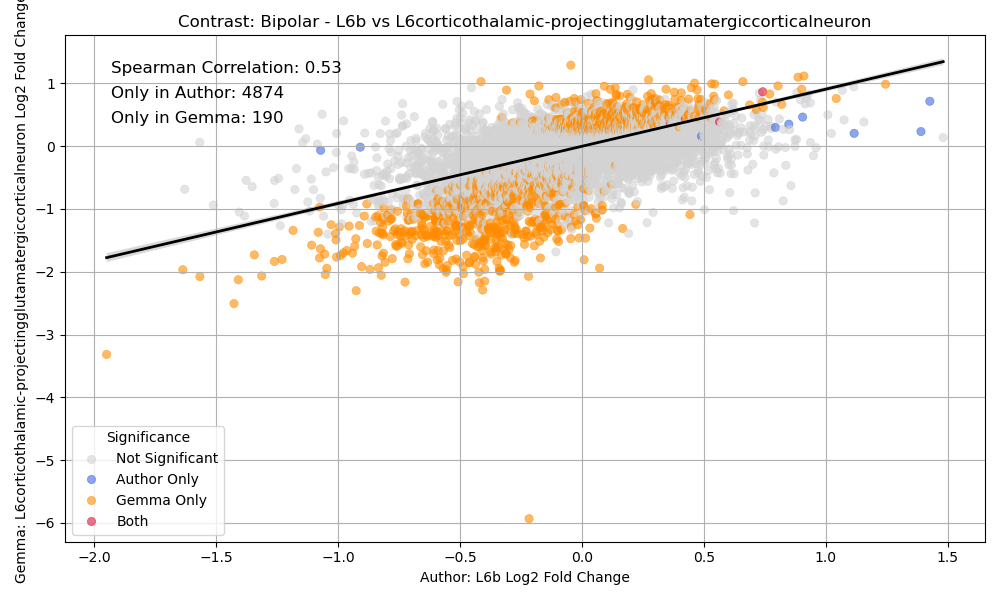 Contrast: Bipolar - L6b vs L6corticothalamic-projectingglutamatergiccorticalneuron
Gemma: L6corticothalamic-projectingglutamatergiccorticalneuron Log2 Fold Change
1
0
−1
−2
−3
−4
−5
−6
Spearman Correlation: 0.53
Only in Author: 4874
Only in Gemma: 190
Significance
Not Significant
Author Only
Gemma Only
Both
−2.0 −1.5 −1.0 −0.5 0.0 0.5 1.0 1.5
Author: L6b Log2 Fold Change